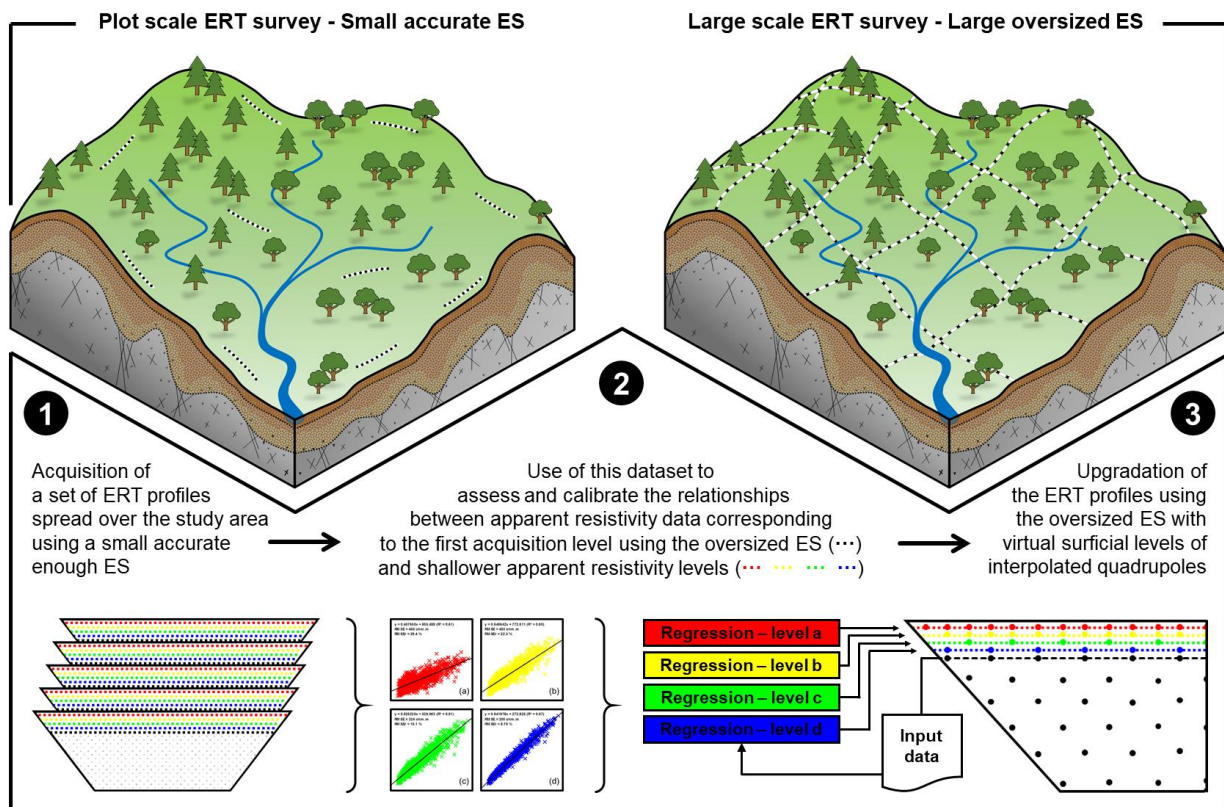 Plot scale ERT survey - Small accurate ES
Large scale ERT survey - Large oversized ES
1
2
3
Acquisition of
a set of ERT profiles
spread over the study area
using a small accurate
enough ES
Use of this dataset to
assess and calibrate the relationships
between apparent resistivity data corresponding
to the first acquisition level using the oversized ES (···)
and shallower apparent resistivity levels (··· ··· ··· ···)
Upgradation of
the ERT profiles using
the oversized ES with
virtual surficial levels of
interpolated quadrupoles
(a)
(b)
(c)
(d)
Regression – level a
Regression – level b
Regression – level c
Regression – level d
Input
data